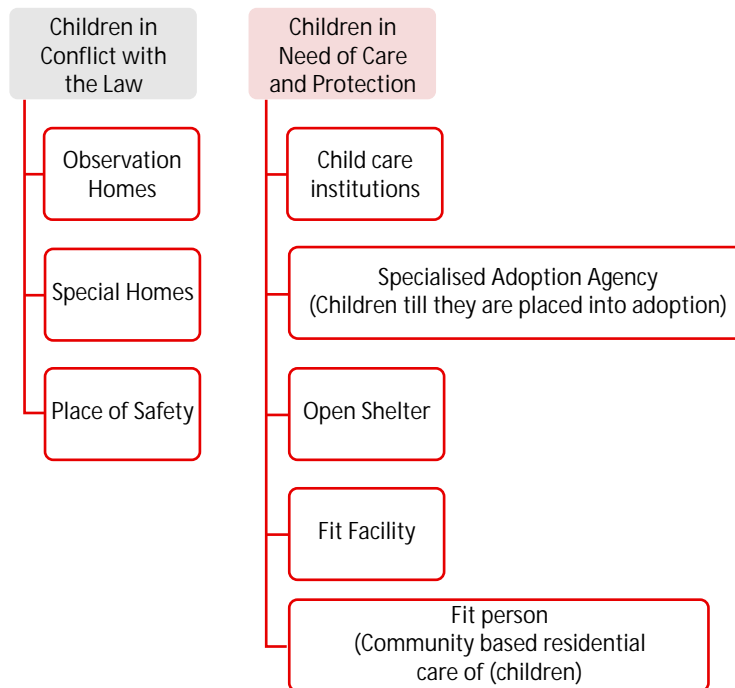 Children in
Conflict with
the Law
Observation
Homes
Special Homes
Place of Safety
Children in
Need of Care
and Protection
Child care
institutions
Specialised Adoption Agency
(Children till they are placed into adoption)
Open Shelter
Fit Facility
Fit person
(Community based residential
care of (children)